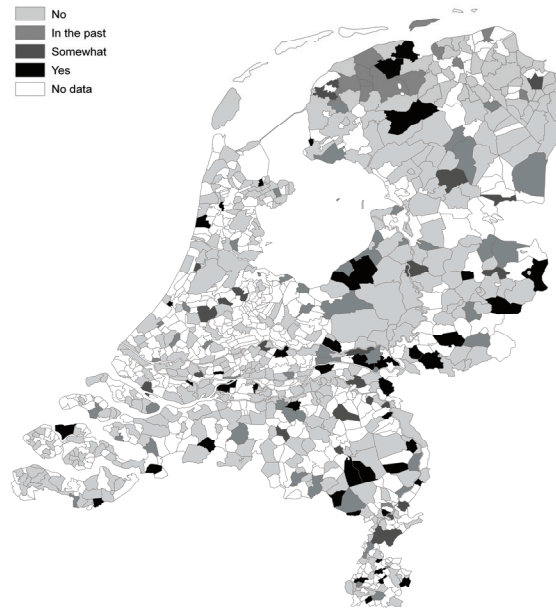 No
In the past
Somewhat
Yes
No data